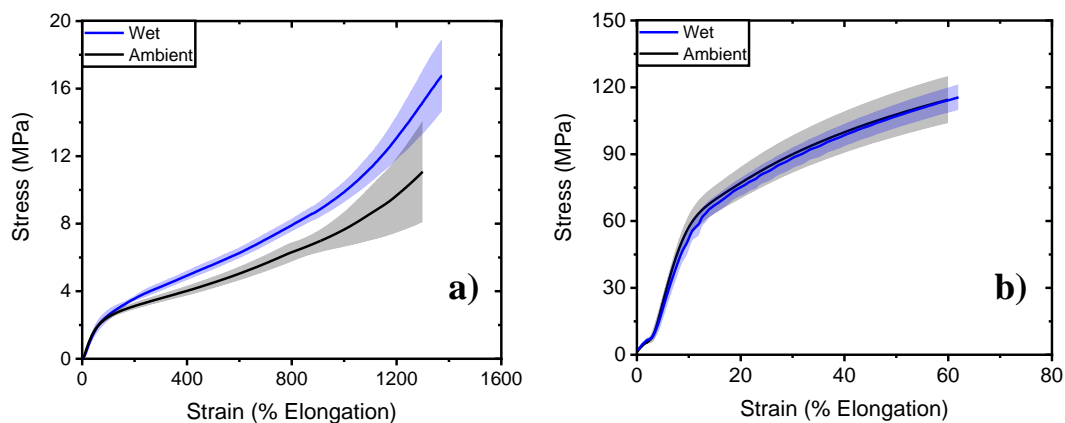 20
16
12
8
4
0
Stress (MPa)
Wet
Ambient
a)
0 400 800 1200 1600
Strain (% Elongation)
150
120
90
60
30
0
Stress (MPa)
Wet
Ambient
b)
0 20 40 60 80
Strain (% Elongation)